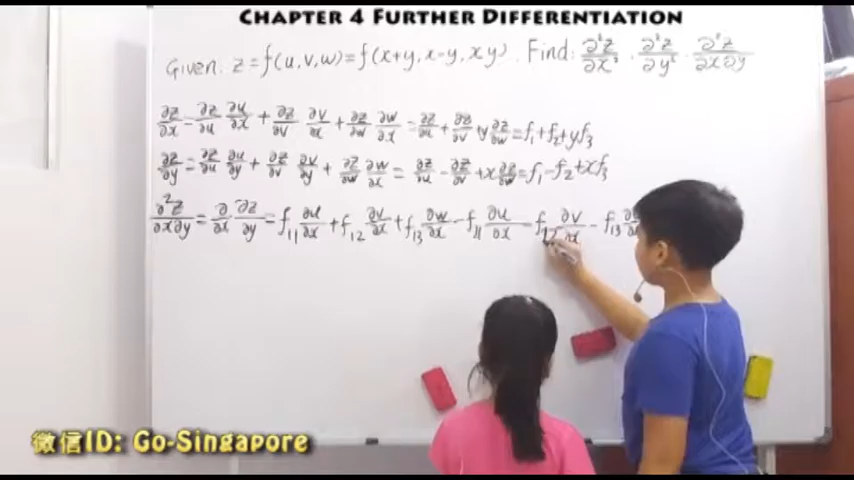 CHAPTER 4 FURTHER DIFFERENTIATION
Given. z = f(u,v,w) = f(x+y, x-y, xy). Find: ∂²z/∂x² . ∂²z/∂y² . ∂²z/∂x∂y
∂z/∂x = ∂z/∂u ∂u/∂x + ∂z/∂v ∂v/∂x + ∂z/∂w ∂w/∂x = ∂z/∂u + ∂z/∂v + y ∂z/∂w = f₁+f₂+yf₃
∂z/∂y = ∂z/∂u ∂u/∂y + ∂z/∂v ∂v/∂y + ∂z/∂w ∂w/∂x = ∂z/∂u - ∂z/∂v + x ∂z/∂w = f₁-f₂+xf₃
∂²z/∂x∂y = ∂/∂x ∂z/∂y = f₁₁ ∂u/∂x + f₁₂ ∂v/∂x + f₁₃ ∂w/∂x - f₁₁ ∂u/∂x - f₁₂ ∂v/∂x - f₁₃
微信ID: Go-Singapore